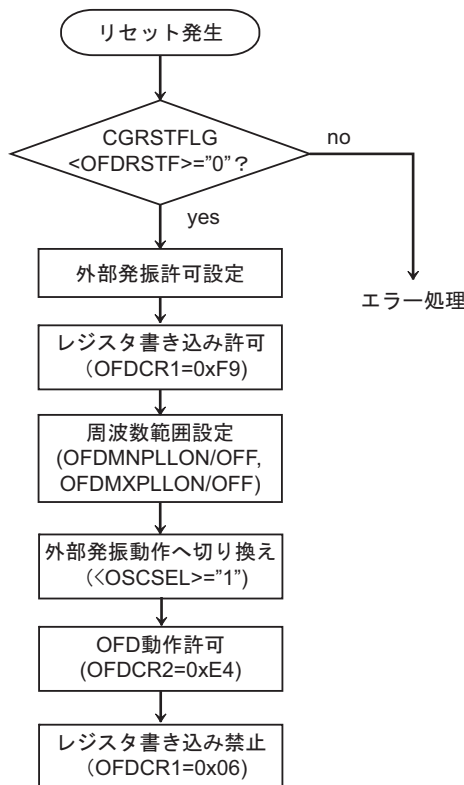 リセット発生
CGRSTFLG
<OFDRSTF>=”0”？
no
yes
外部発振許可設定
エラー処理
レジスタ書き込み許可
（OFDCR1=0xF9）
周波数範囲設定
(OFDMNPLLON/OFF,
OFDMXPLLON/OFF)
外部発振動作へ切り換え
(<OSCSEL>=”1”)
OFD動作許可
(OFDCR2=0xE4)
レジスタ書き込み禁止
（OFDCR1=0x06)